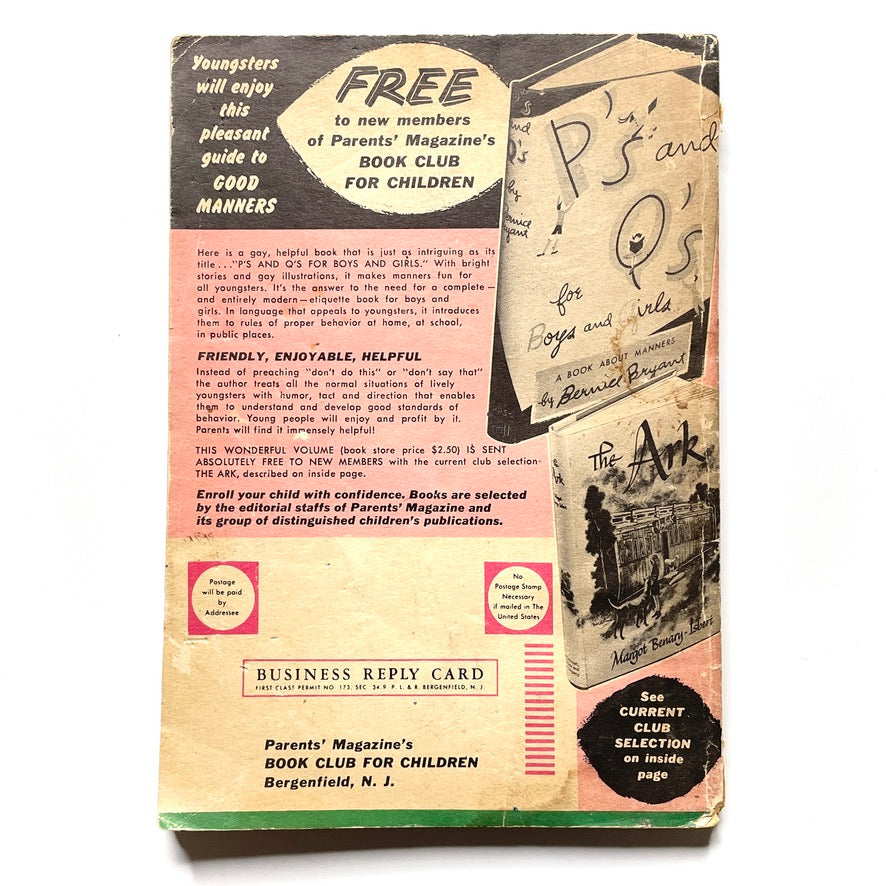 Youngsters
will enjoy
this
pleasant
guide to
GOOD
MANNERS
FREE
to new members
of Parents' Magazine's
BOOK CLUB
FOR CHILDREN
P's and
Q's
for
Boys and Girls
A BOOK ABOUT MANNERS
by Bernice Bryant
and
Q's
by
Bernice
Bryant
Here is a gay, helpful book that is just as intriguing as its
title..."P'S AND Q'S FOR BOYS AND GIRLS." With bright
stories and gay illustrations, it makes manners fun for
all youngsters. It's the answer to the need for a complete—
and entirely modern—etiquette book for boys and
girls. In language that appeals to youngsters, it introduces
them to rules of proper behavior at home, at school,
in public places.
FRIENDLY, ENJOYABLE, HELPFUL
Instead of preaching "don't do this" or "don't say that"
the author treats all the normal situations of lively
youngsters with humor, tact and direction that enables
them to understand and develop good standards of
behavior. Young people will enjoy and profit by it.
Parents will find it immensely helpful!
THIS WONDERFUL VOLUME (book store price $2.50) IS SENT
ABSOLUTELY FREE TO NEW MEMBERS with the current club selection-
THE ARK, described on inside page.
Enroll your child with confidence. Books are selected
by the editorial staffs of Parents' Magazine and
its group of distinguished children's publications.
The Ark
Margot Benary-Isbert
Postage
will be paid
by
Addressee
No
Postage Stamp
Necessary
if mailed in The
United States
BUSINESS REPLY CARD
FIRST CLASS PERMIT NO 173, SEC 34.9 P. L. & R. BERGENFIELD, N. J
Parents' Magazine's
BOOK CLUB FOR CHILDREN
Bergenfield, N. J.
See
CURRENT
CLUB
SELECTION
on inside
page